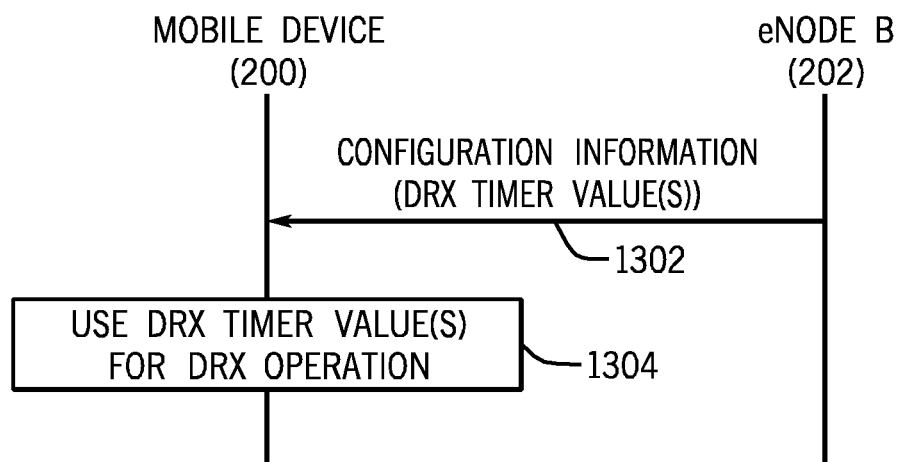 MOBILE DEVICE
(200)
eNODE B
(202)
CONFIGURATION INFORMATION
(DRX TIMER VALUE(S))
1302
USE DRX TIMER VALUE(S)
FOR DRX OPERATION
1304